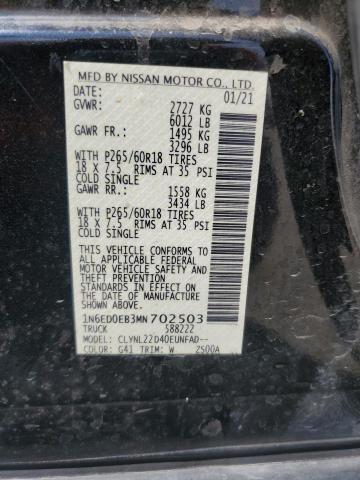 MFD BY NISSAN MOTOR CO., LTD.
DATE: 01/21
GVWR: 2727 KG
6012 LB
GAWR FR.: 1495 KG
3296 LB
WITH P265/60R18 TIRES
18 X 7.5 RIMS AT 35 PSI
COLD SINGLE
GAWR RR.: 1558 KG
3434 LB
WITH P265/60R18 TIRES
18 X 7.5 RIMS AT 35 PSI
COLD SINGLE
THIS VEHICLE CONFORMS TO
ALL APPLICABLE FEDERAL
MOTOR VEHICLE SAFETY AND
THEFT PREVENTION
STANDARDS IN EFFECT ON
THE DATE OF MANUFACTURE
SHOWN ABOVE.
1N6ED0EB3MN702503
TRUCK 588222
MODEL: CLYNL22D40EUNFAD--
COLOR: G41 TRIM: W 2S00A